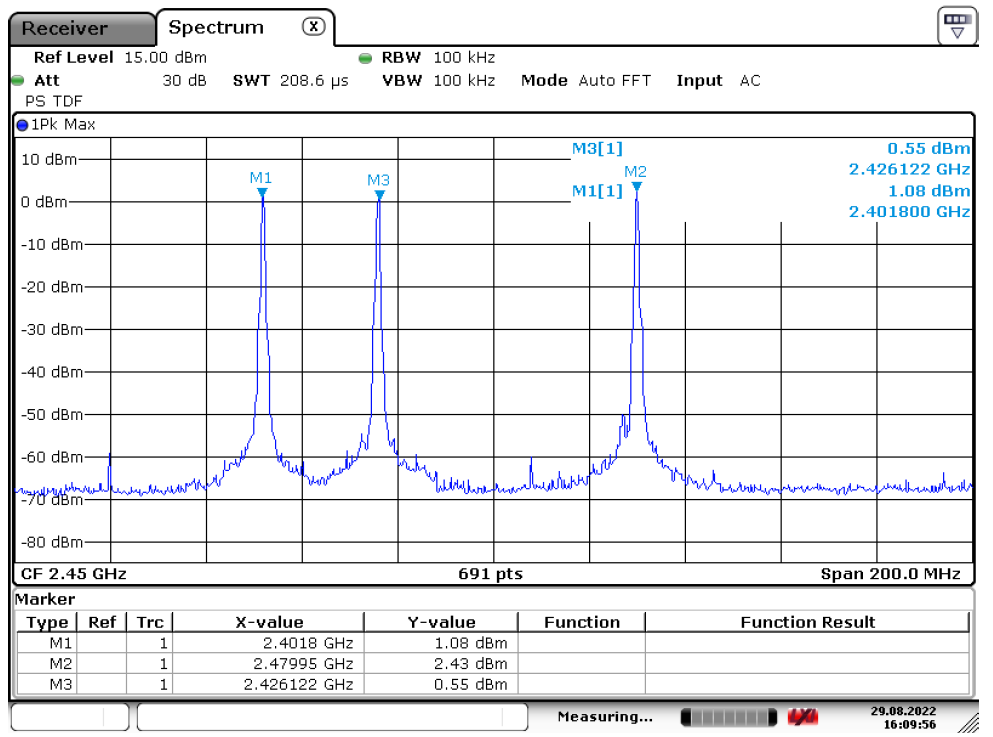 Receiver Spectrum X
Ref Level 15.00 dBm RBW 100 kHz
Att 30 dB SWT 208.6 µs VBW 100 kHz Mode Auto FFT Input AC
PS TDF
1Pk Max
M3[1] 0.55 dBm
2.426122 GHz
M1[1] 1.08 dBm
2.401800 GHz
M1
M3
M2
10 dBm
0 dBm
-10 dBm
-20 dBm
-30 dBm
-40 dBm
-50 dBm
-60 dBm
-70 dBm
-80 dBm
CF 2.45 GHz 691 pts Span 200.0 MHz
Marker
Type Ref Trc X-value Y-value Function Function Result
M1 1 2.4018 GHz 1.08 dBm
M2 1 2.47995 GHz 2.43 dBm
M3 1 2.426122 GHz 0.55 dBm
Measuring... LXI 29.08.2022
16:09:56